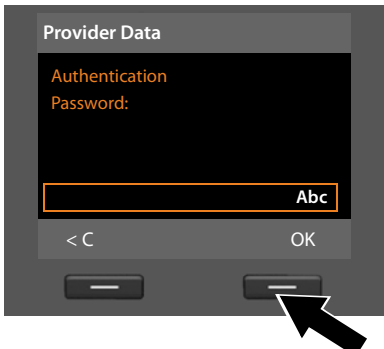 Provider Data
Authentication
Password:
Abc
< C OK